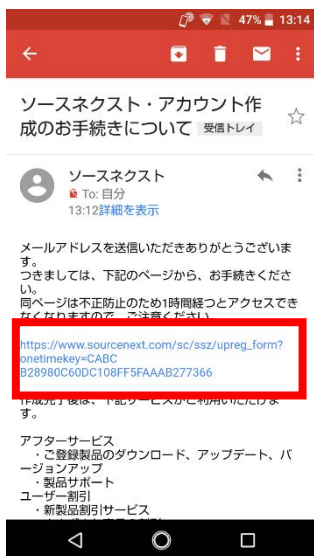 47% 13:14
ソースネクスト・アカウント作
成のお手続きについて 受信トレイ
ソースネクスト
To: 自分
13:12詳細を表示
メールアドレスを送信いただきありがとうございま
す。
つきましては、下記のページから、お手続きくださ
い。
同ページは不正防止のため1時間経つとアクセスでき
なくなりますので、ご注意ください。
https://www.sourcenext.com/sc/ssz/upreg_form?
onetimekey=CABC
B28980C60DC108FF5FAAAB277366
作成完了後は、下記サービスがご利用いただけま
す。
アフターサービス
・ご登録製品のダウンロード、アップデート、バ
ージョンアップ
・製品サポート
ユーザー割引
・新製品割引サービス